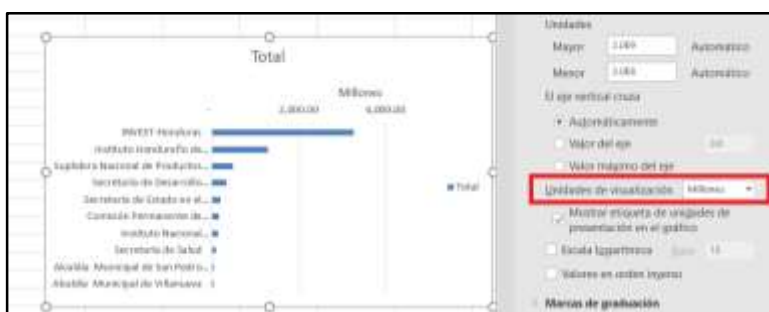 Total
Millones
2,000.00 4,000.00
INVEST-Honduras
Instituto Hondureño de...
Suplidora Nacional de Productos...
Secretaría de Desarrollo...
Secretaría de Estado en el...
Comisión Permanente de...
Instituto Nacional...
Secretaría de Salud
Alcaldía Municipal de San Pedro...
Alcaldía Municipal de Villanueva
Total
Unidades
Mayor Automático
Menor Automático
El eje vertical cruza
Automáticamente
Valor del eje 0.0
Valor máximo del eje
Unidades de visualización Millones
Mostrar etiqueta de unidades de
presentación en el gráfico
Escala logarítmica Base 10
Valores en orden inverso
Marcas de graduación